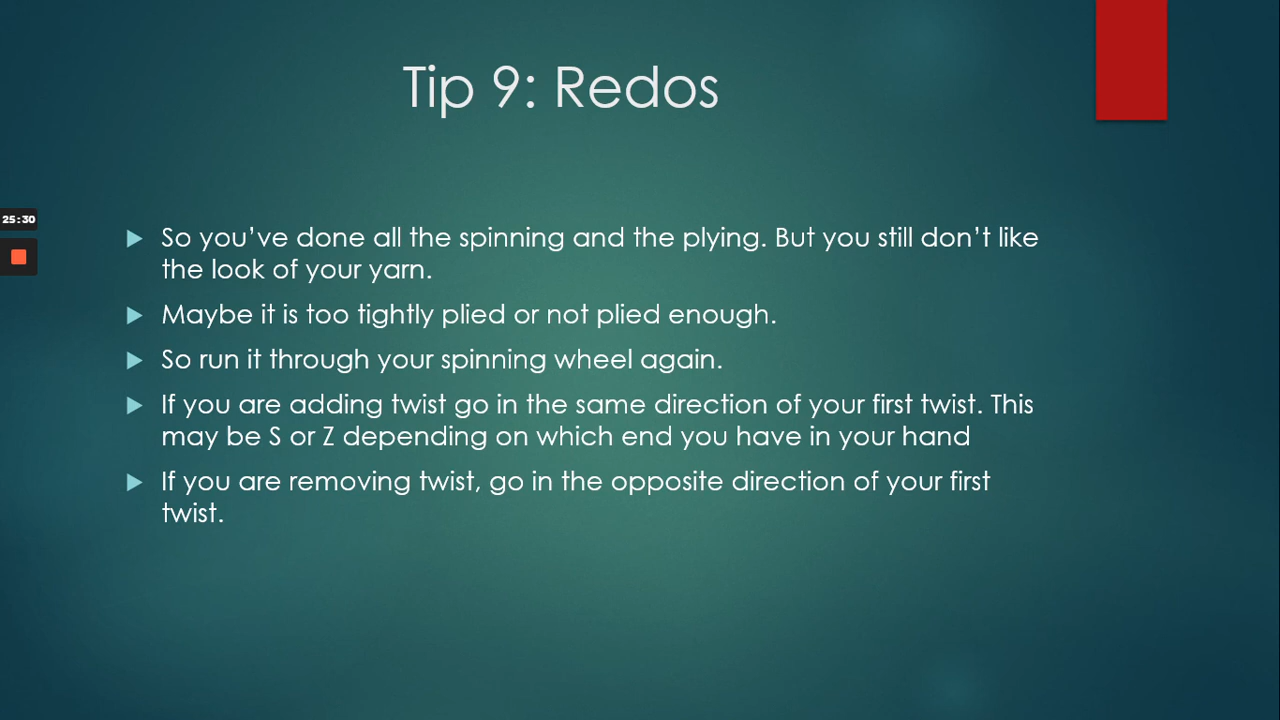 Tip 9: Redos
25:30
So you've done all the spinning and the plying. But you still don't like
the look of your yarn.
Maybe it is too tightly plied or not plied enough.
So run it through your spinning wheel again.
If you are adding twist go in the same direction of your first twist. This
may be S or Z depending on which end you have in your hand
If you are removing twist, go in the opposite direction of your first
twist.